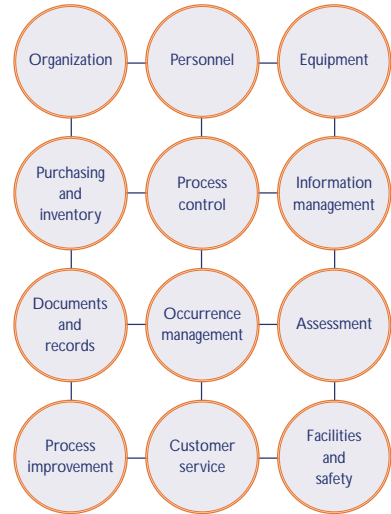 Organization
Personnel
Equipment
Purchasing
and
inventory
Process
control
Information
management
Documents
and
records
Occurrence
management
Assessment
Process
improvement
Customer
service
Facilities
and
safety